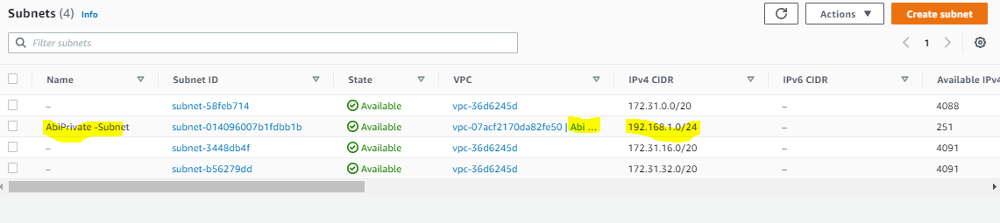 Subnets (4) Info Actions Create subnet
Filter subnets 1
Name Subnet ID State VPC IPv4 CIDR IPv6 CIDR Available IPv4
– subnet-58feb714 Available vpc-36d6245d 172.31.0.0/20 – 4088
AbiPrivate -Subnet subnet-014096007b1fdbb1b Available vpc-07acf2170da82fe50 | Abi ... 192.168.1.0/24 – 251
– subnet-3448db4f Available vpc-36d6245d 172.31.16.0/20 – 4091
– subnet-b56279dd Available vpc-36d6245d 172.31.32.0/20 – 4091